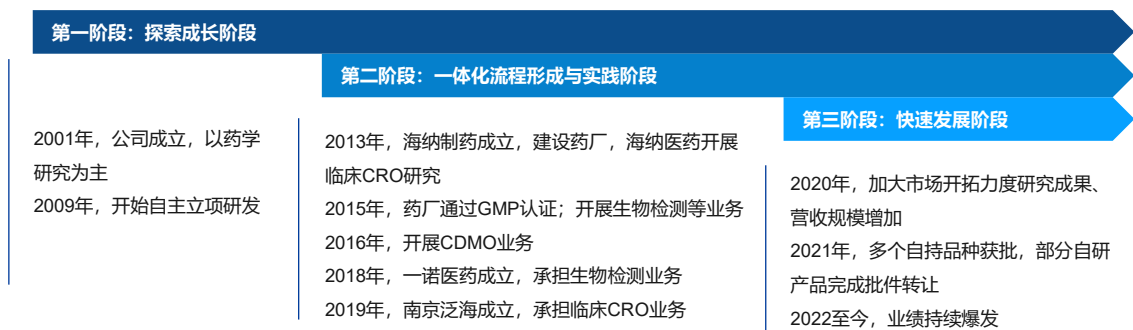 第一阶段：探索成长阶段
第二阶段：一体化流程形成与实践阶段
第三阶段：快速发展阶段
2001年，公司成立，以药学
研究为主
2009年，开始自主立项研发
2013年，海纳制药成立，建设药厂，海纳医药开展
临床CRO研究
2015年，药厂通过GMP认证；开展生物检测等业务
2016年，开展CDMO业务
2018年，一诺医药成立，承担生物检测业务
2019年，南京泛海成立，承担临床CRO业务
2020年，加大市场开拓力度研究成果、
营收规模增加
2021年，多个自持品种获批，部分自研
产品完成批件转让
2022至今，业绩持续爆发